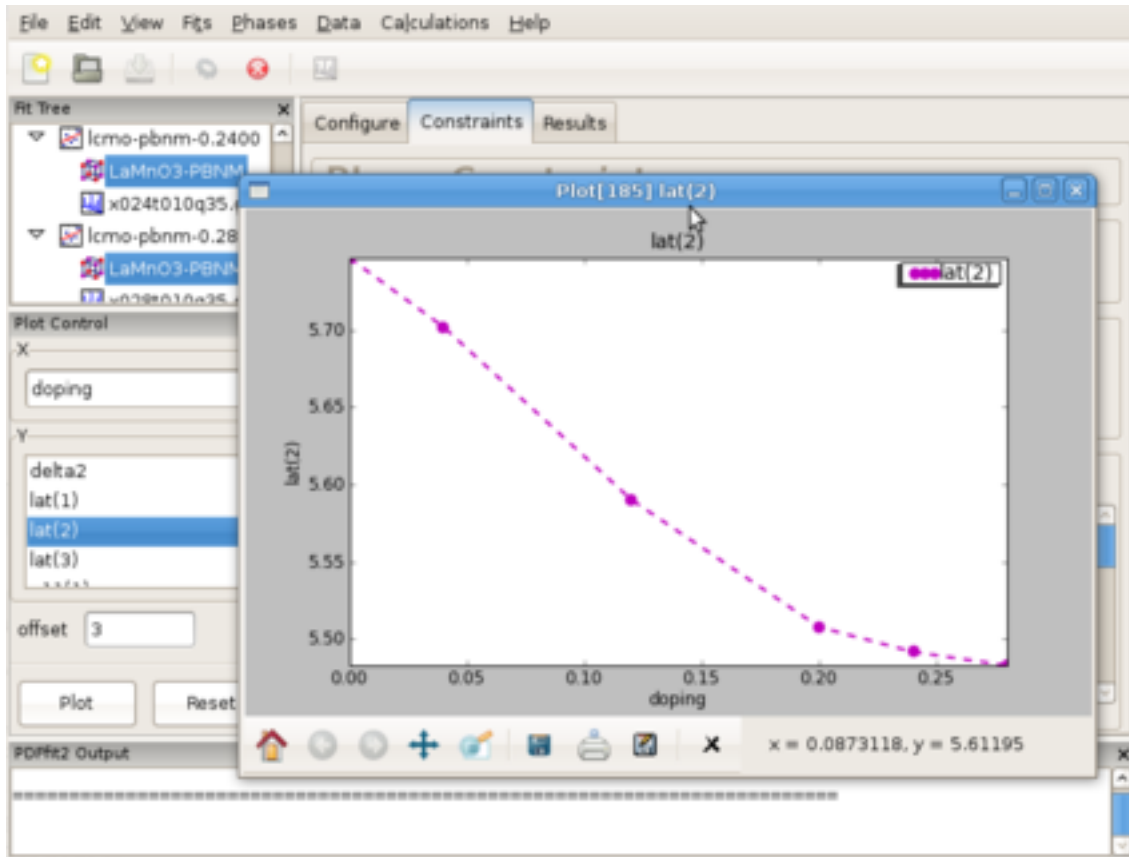 File Edit View Fits Phases Data Calculations Help
Fit Tree
Configure Constraints Results
lcmo-pbnm-0.2400
LaMnO3-PBNM
x024t010q35.
lcmo-pbnm-0.28
LaMnO3-PBNM
x028t010q35.
Plot[185] lat(2)
lat(2)
lat(2)
5.70
5.65
5.60
5.55
5.50
lat(2)
0.00 0.05 0.10 0.15 0.20 0.25
doping
x = 0.0873118, y = 5.61195
Plot Control
X
doping
Y
delta2
lat(1)
lat(2)
lat(3)
offset 3
Plot Reset
PDFfit2 Output